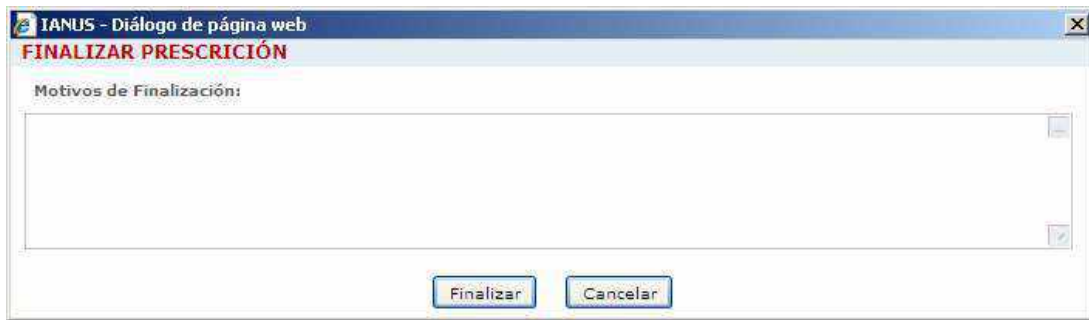 IANUS - Diálogo de página web
FINALIZAR PRESCRICIÓN
Motivos de Finalización:
Finalizar Cancelar